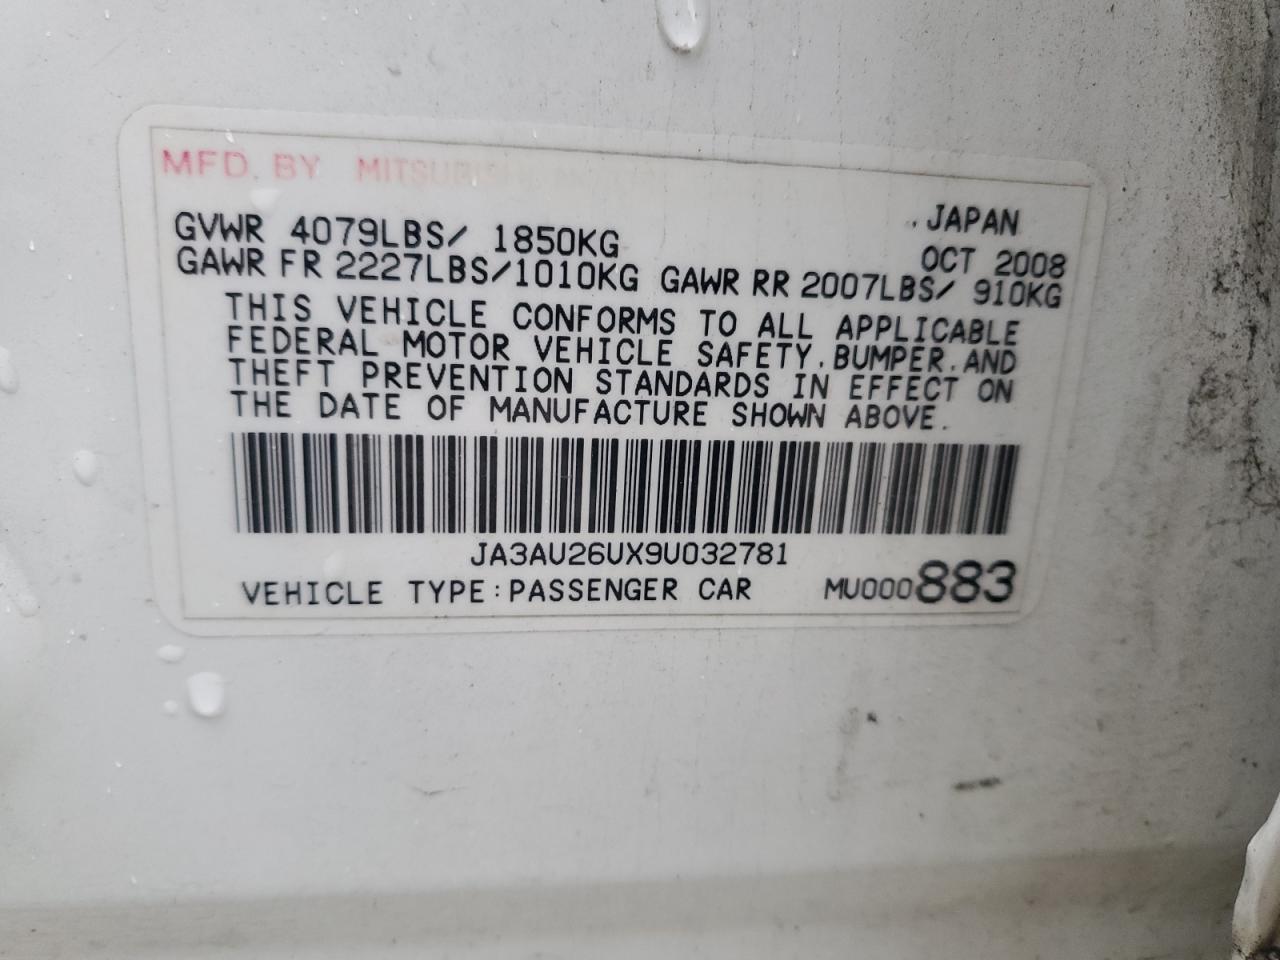 MFD. BY MITSUBISHI
GVWR 4079LBS/ 1850KG JAPAN
OCT 2008
GAWR FR 2227LBS/1010KG GAWR RR 2007LBS/ 910KG
THIS VEHICLE CONFORMS TO ALL APPLICABLE
FEDERAL MOTOR VEHICLE SAFETY, BUMPER, AND
THEFT PREVENTION STANDARDS IN EFFECT ON
THE DATE OF MANUFACTURE SHOWN ABOVE.
JA3AU26UX9U032781
VEHICLE TYPE:PASSENGER CAR MU000883